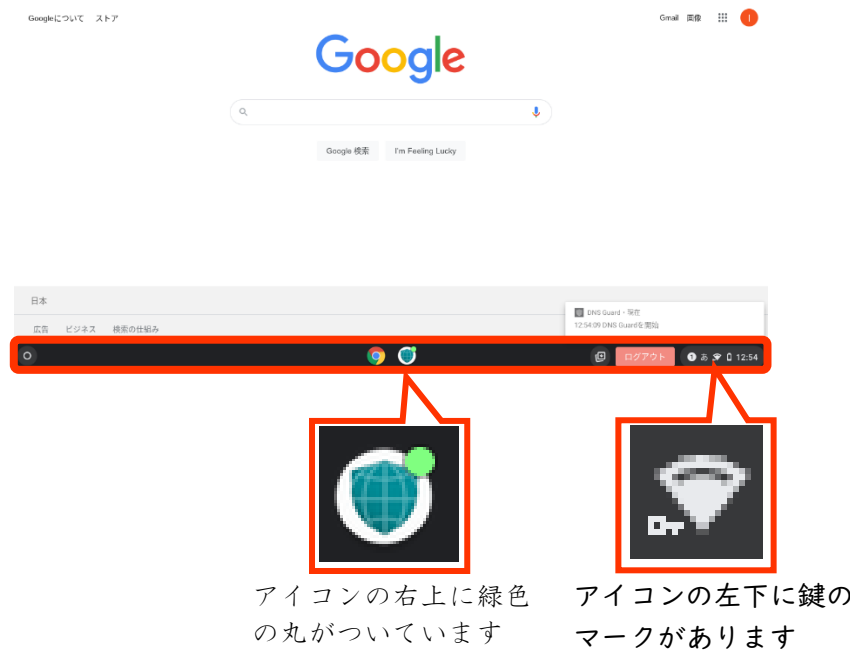 Googleについて ストア
Gmail 画像
I
Google
Google 検索 I'm Feeling Lucky
日本
DNS Guard・現在
12:54:09 DNS Guardを開始
広告 ビジネス 検索の仕組み
ログアウト 1 あ 12:54
アイコンの右上に緑色
の丸がついています
アイコンの左下に鍵の
マークがあります